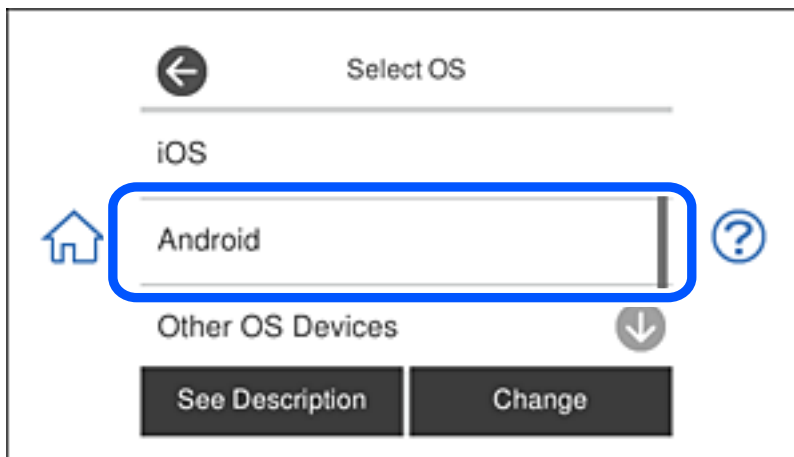 Select OS
iOS
Android
Other OS Devices
See Description
Change